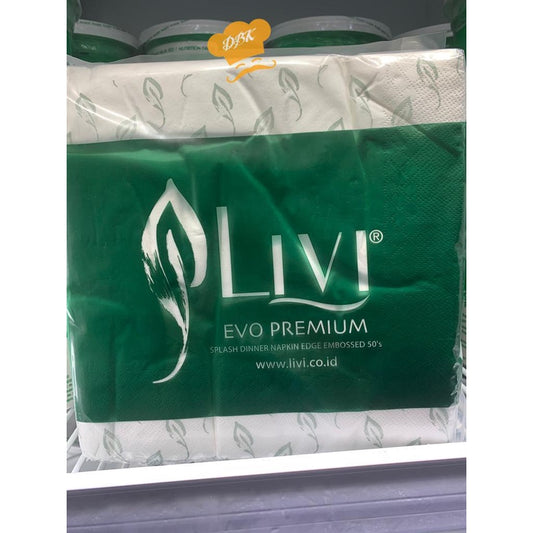 DBK
LIVI®
EVO PREMIUM
SPLASH DINNER NAPKIN EDGE EMBOSSED 50's
www.livi.co.id